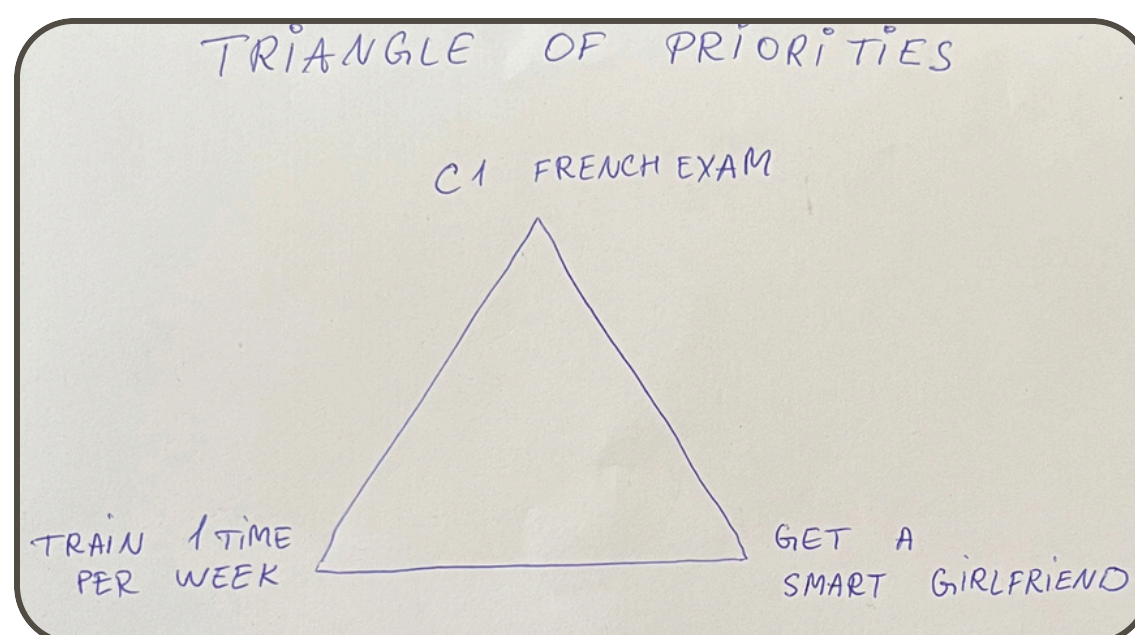 TRIANGLE OF PRIORITIES
C1 FRENCH EXAM
TRAIN 1 TIME
PER WEEK
GET A
SMART GIRLFRIEND